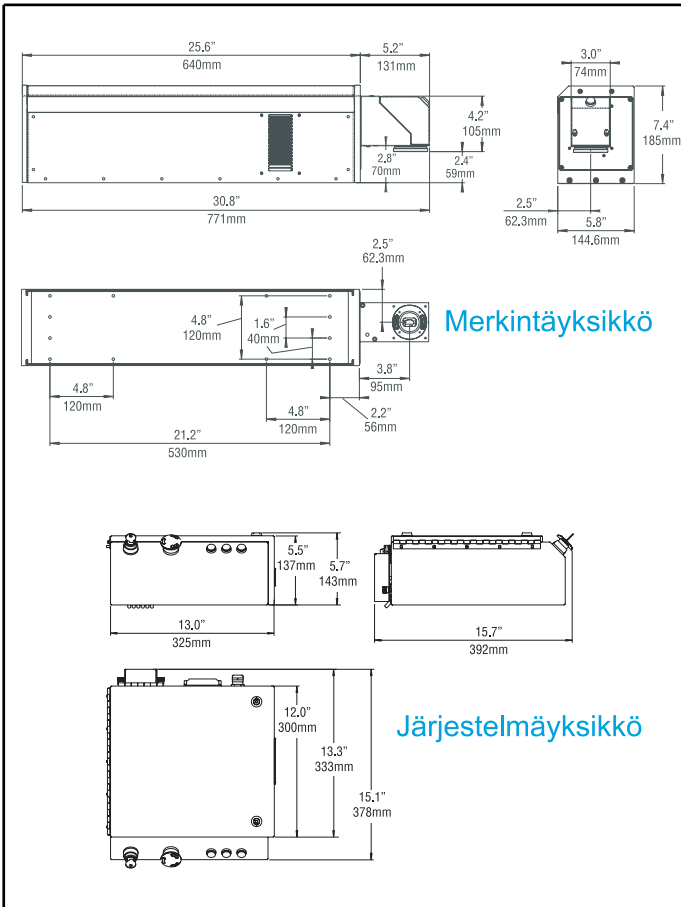 25.6”
640mm
5.2”
131mm
3.0”
74mm
4.2”
105mm
7.4”
185mm
2.8”
70mm
2.4”
59mm
30.8”
771mm
2.5”
62.3mm
5.8”
144.6mm
2.5”
62.3mm
Merkintäyksikkö
4.8”
120mm
1.6”
40mm
3.8”
95mm
4.8”
120mm
4.8”
120mm
2.2”
56mm
21.2”
530mm
5.5”
137mm
5.7”
143mm
13.0”
325mm
15.7”
392mm
12.0”
300mm
13.3”
333mm
15.1”
378mm
Järjestelmäyksikkö